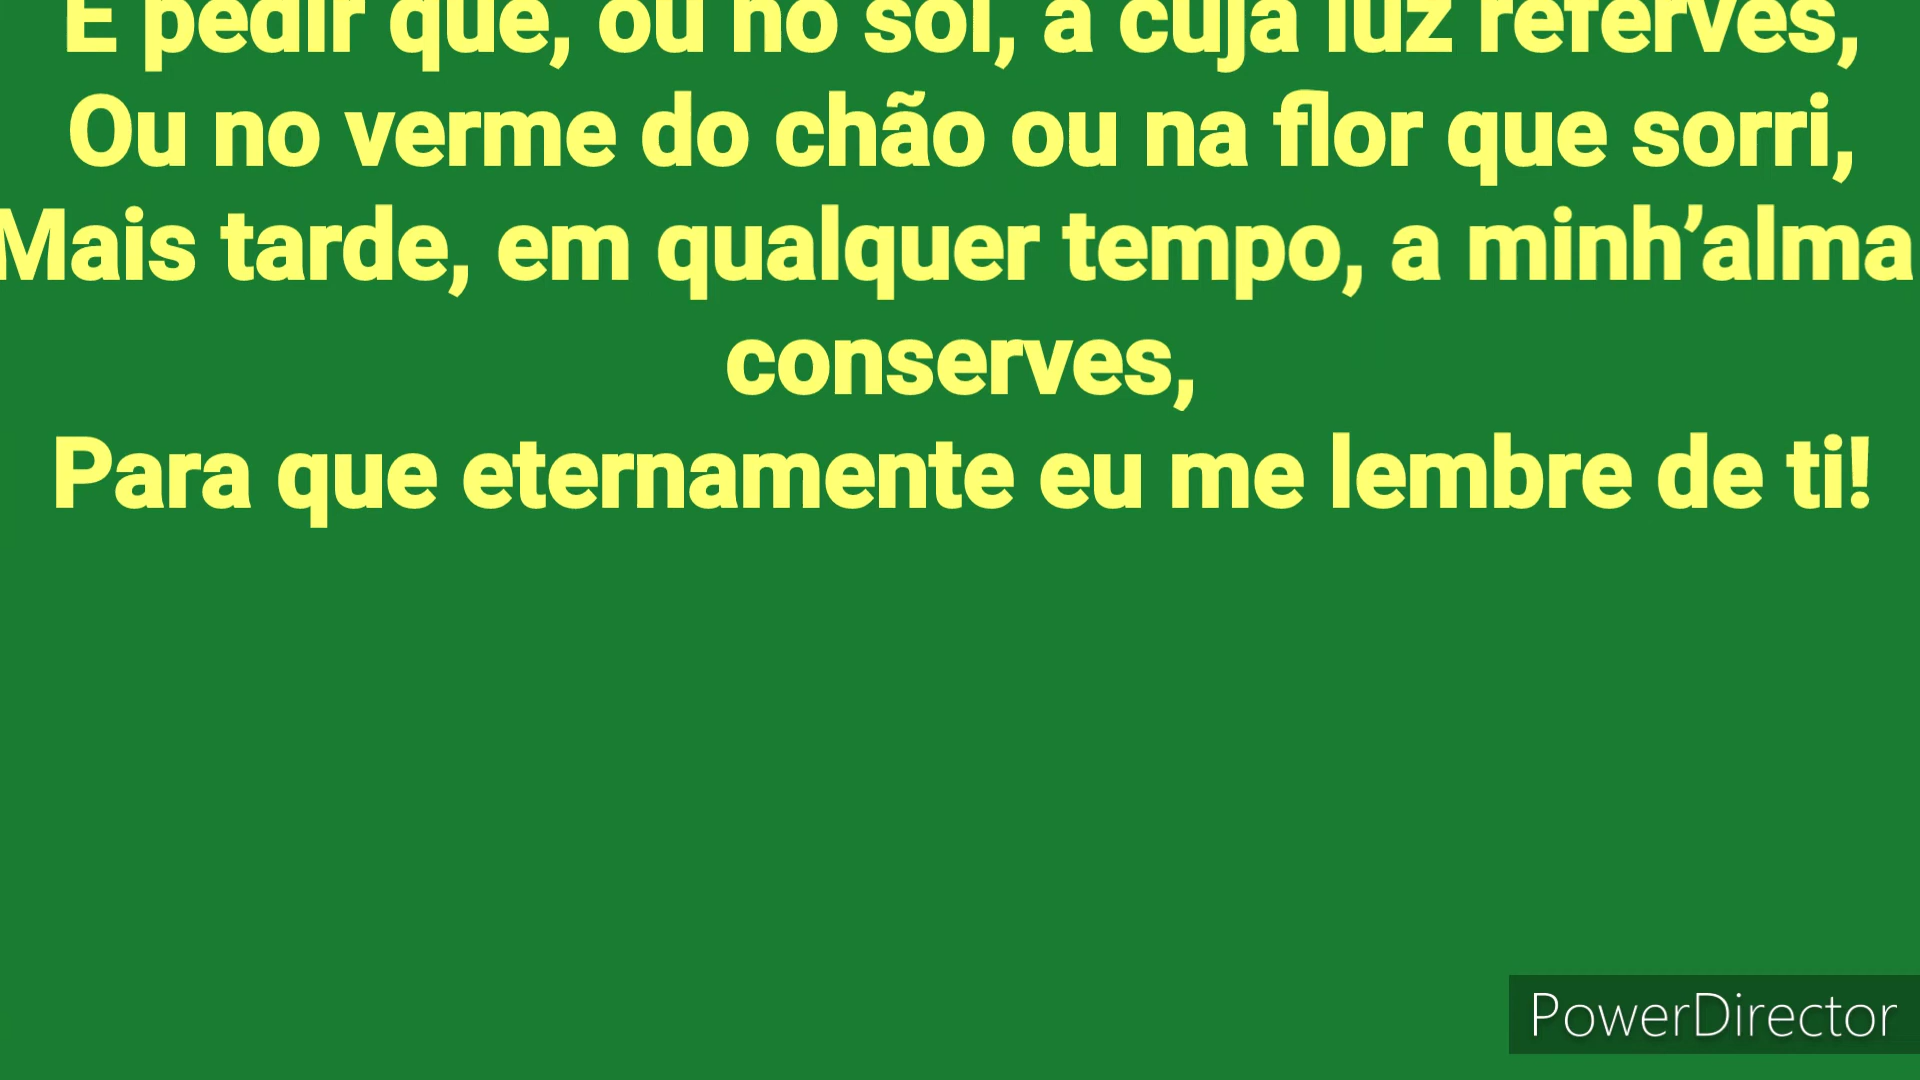 E pedir que, ou no sol, a cuja luz referves,
Ou no verme do chão ou na flor que sorri,
Mais tarde, em qualquer tempo, a minh’alma
conserves,
Para que eternamente eu me lembre de ti!
PowerDirector